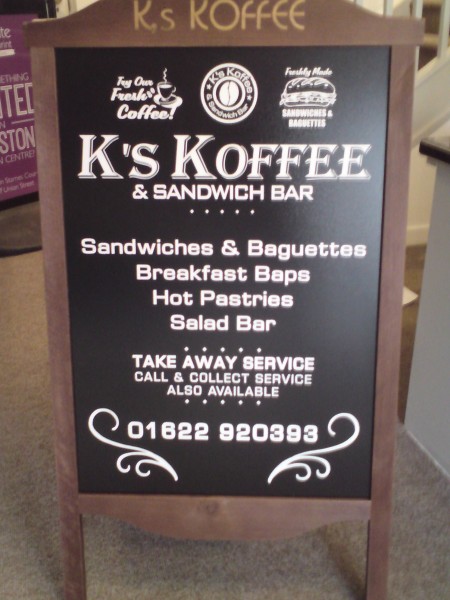 K,s KOFFEE
Try Our
Fresh
Coffee!
K's Koffee
& Sandwich Bar
Freshly Made
SANDWICHES &
BAGUETTES
K'S KOFFEE
& SANDWICH BAR
Sandwiches & Baguettes
Breakfast Baps
Hot Pastries
Salad Bar
TAKE AWAY SERVICE
CALL & COLLECT SERVICE
ALSO AVAILABLE
01622 920393